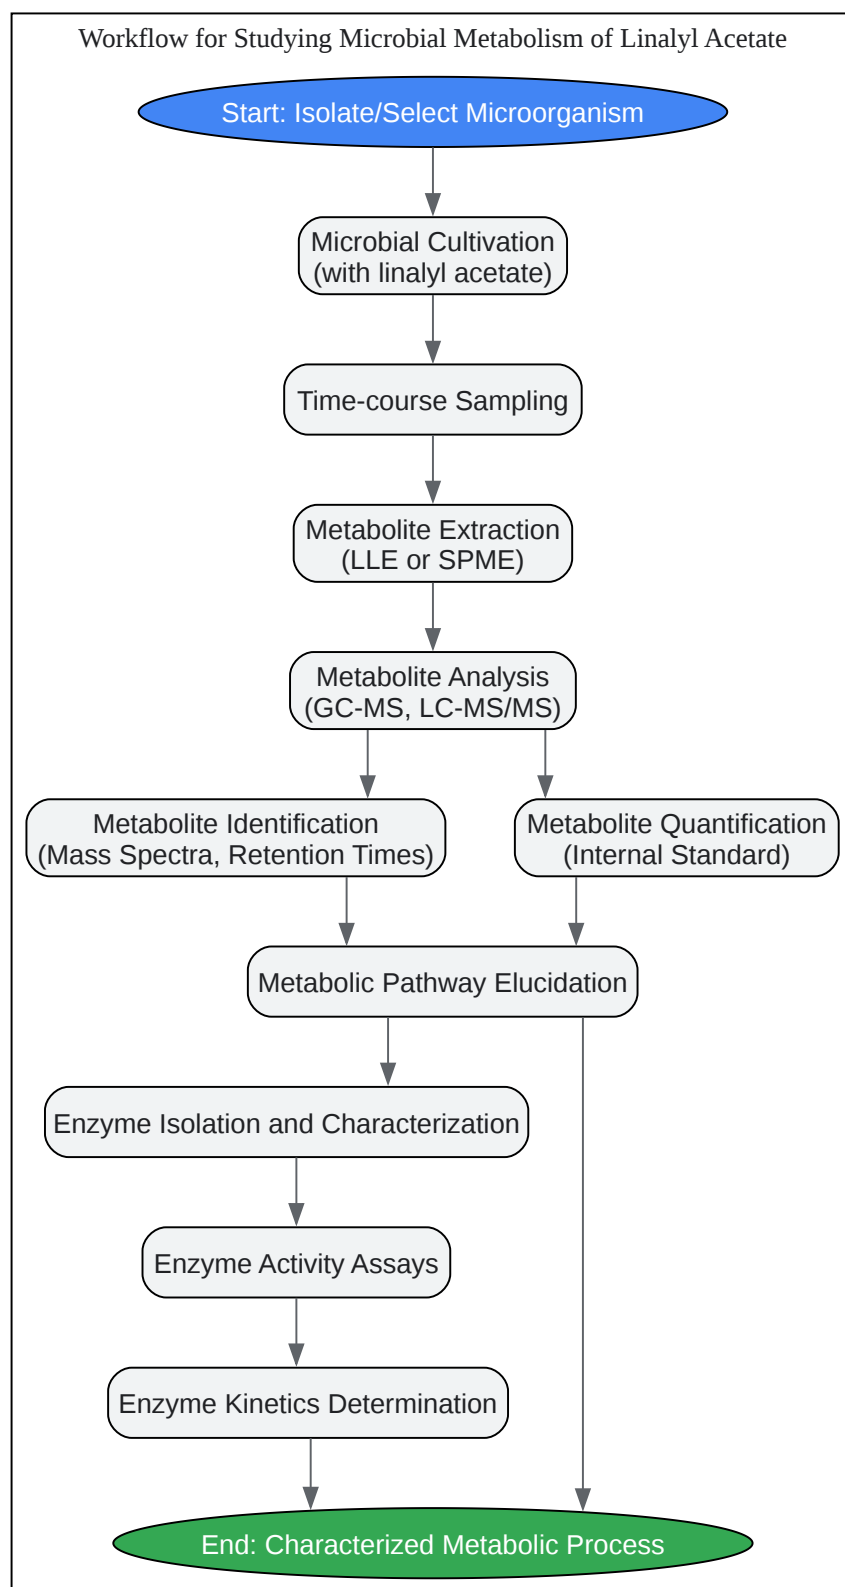 Workflow for Studying Microbial Metabolism of Linalyl Acetate
Start: Isolate/Select Microorganism
Microbial Cultivation
(with linalyl acetate)
Time-course Sampling
Metabolite Extraction
(LLE or SPME)
Metabolite Analysis
(GC-MS, LC-MS/MS)
Metabolite Identification
(Mass Spectra, Retention Times)
Metabolite Quantification
(Internal Standard)
Metabolic Pathway Elucidation
Enzyme Isolation and Characterization
Enzyme Activity Assays
Enzyme Kinetics Determination
End: Characterized Metabolic Process